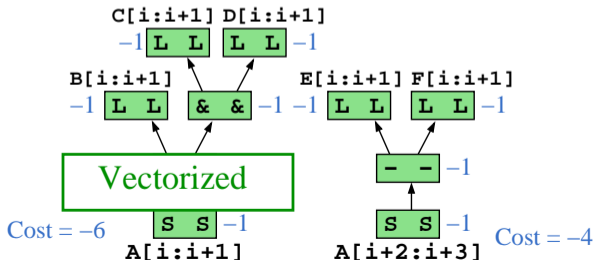 C[i:i+1] D[i:i+1]
–1 L L L L –1
B[i:i+1] E[i:i+1] F[i:i+1]
–1 L L & & –1 –1 L L L L –1
Vectorized – – –1
S S –1 S S –1
Cost = –6 Cost = –4
A[i:i+1] A[i+2:i+3]